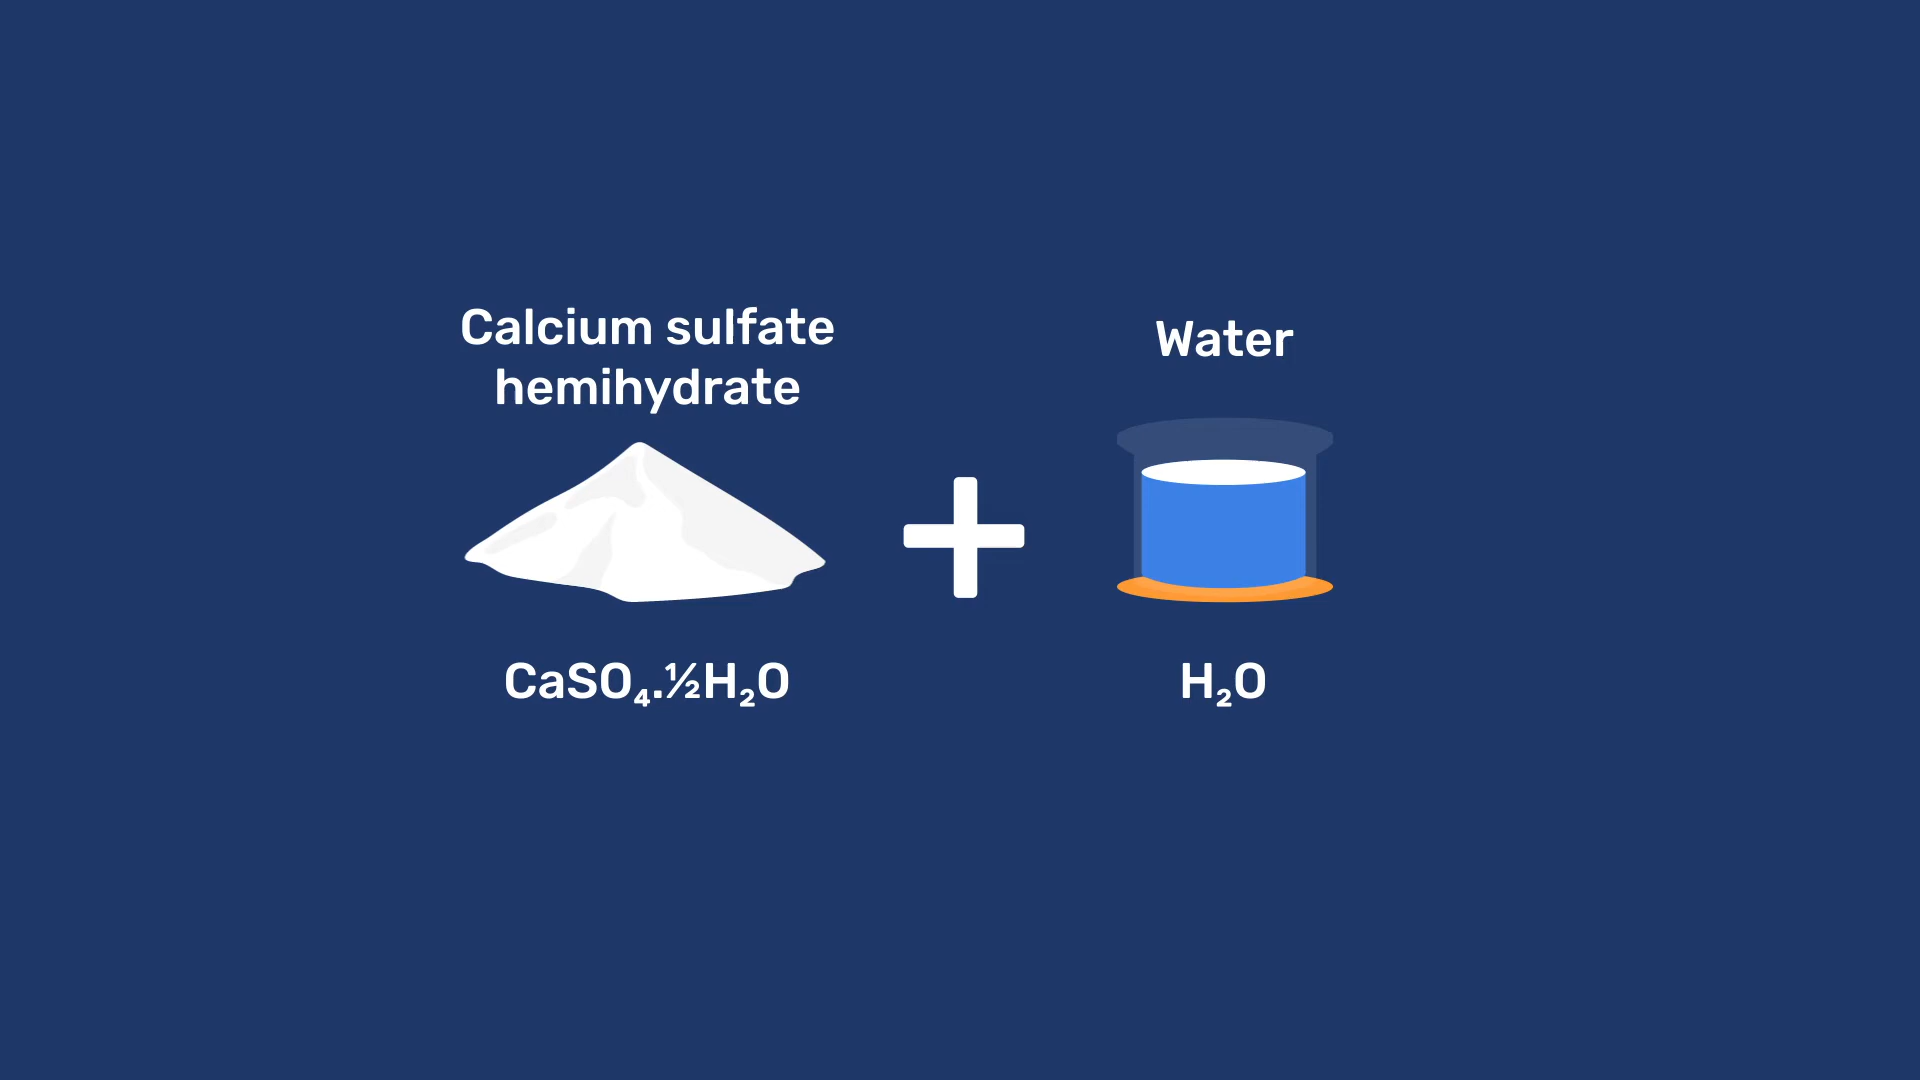 Calcium sulfate
hemihydrate
Water
CaSO₄.½H₂O
H₂O